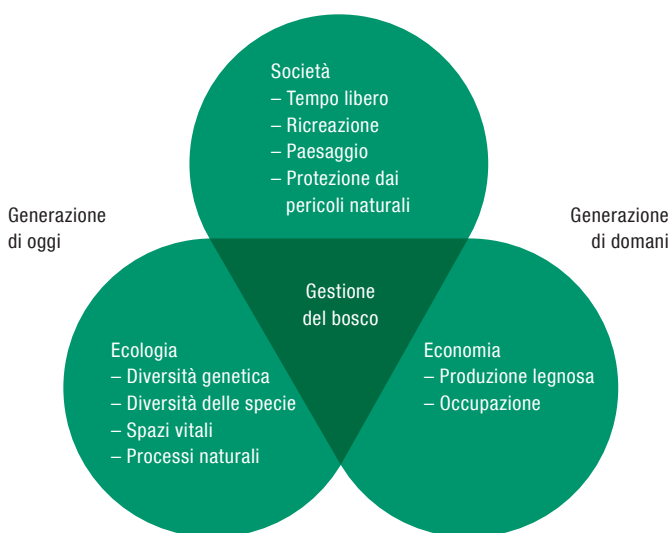 Società
– Tempo libero
– Ricreazione
– Paesaggio
– Protezione dai
pericoli naturali
Generazione
di oggi
Generazione
di domani
Gestione
del bosco
Ecologia
– Diversità genetica
– Diversità delle specie
– Spazi vitali
– Processi naturali
Economia
– Produzione legnosa
– Occupazione